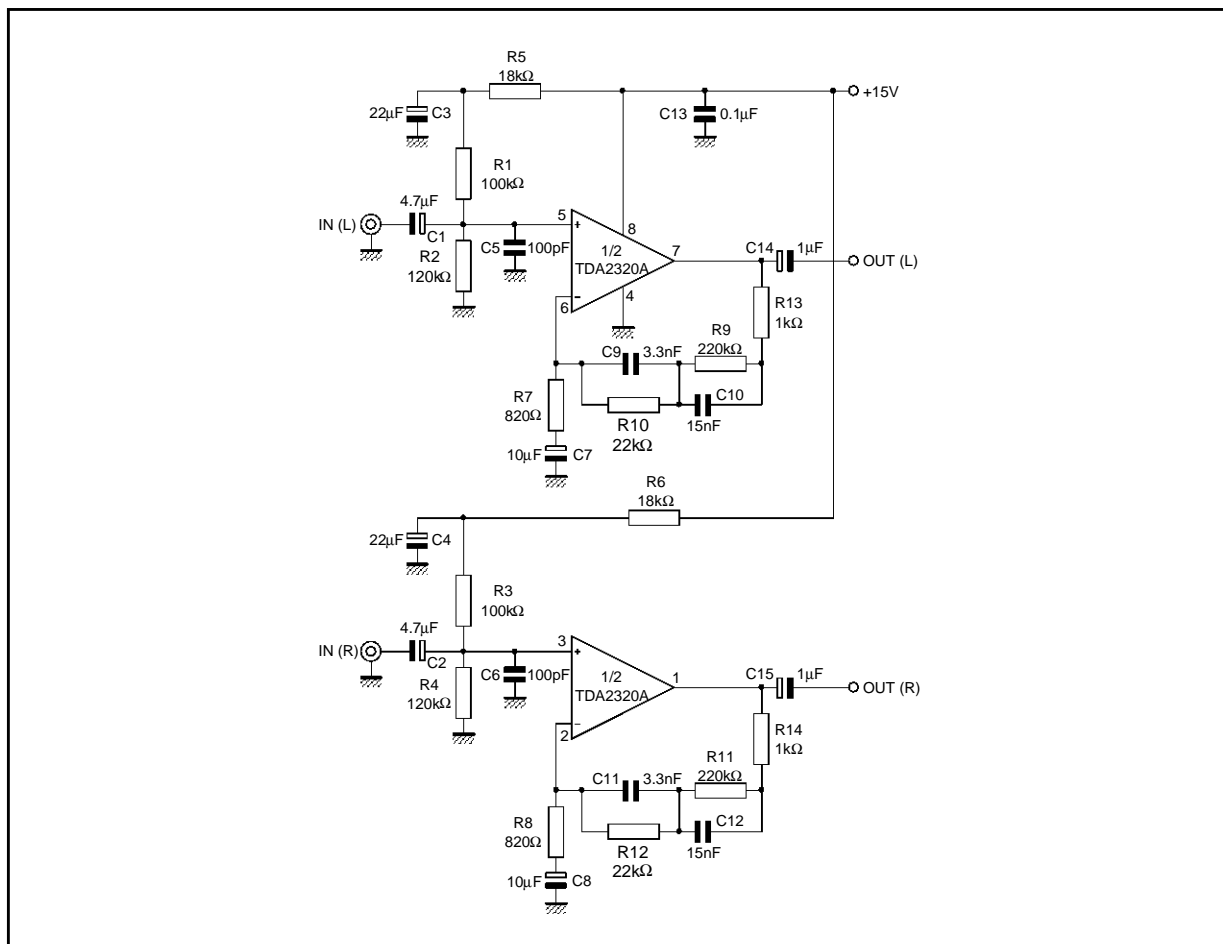 R5
18kΩ
+15V
22µF
C3
C13
0.1µF
R1
100kΩ
4.7µF
IN (L)
C1
5
+
8
C5
100pF
1/2
TDA2320A
7
C14
1µF
OUT (L)
R2
120kΩ
4
−
6
R13
1kΩ
R9
220kΩ
C9
3.3nF
R7
820Ω
C10
15nF
R10
22kΩ
10µF
C7
R6
18kΩ
22µF
C4
R3
100kΩ
4.7µF
IN (R)
C2
3
+
C6
100pF
1/2
TDA2320A
1
C15
1µF
OUT (R)
R4
120kΩ
−
2
R14
1kΩ
R11
220kΩ
C11
3.3nF
R8
820Ω
C12
15nF
R12
22kΩ
10µF
C8